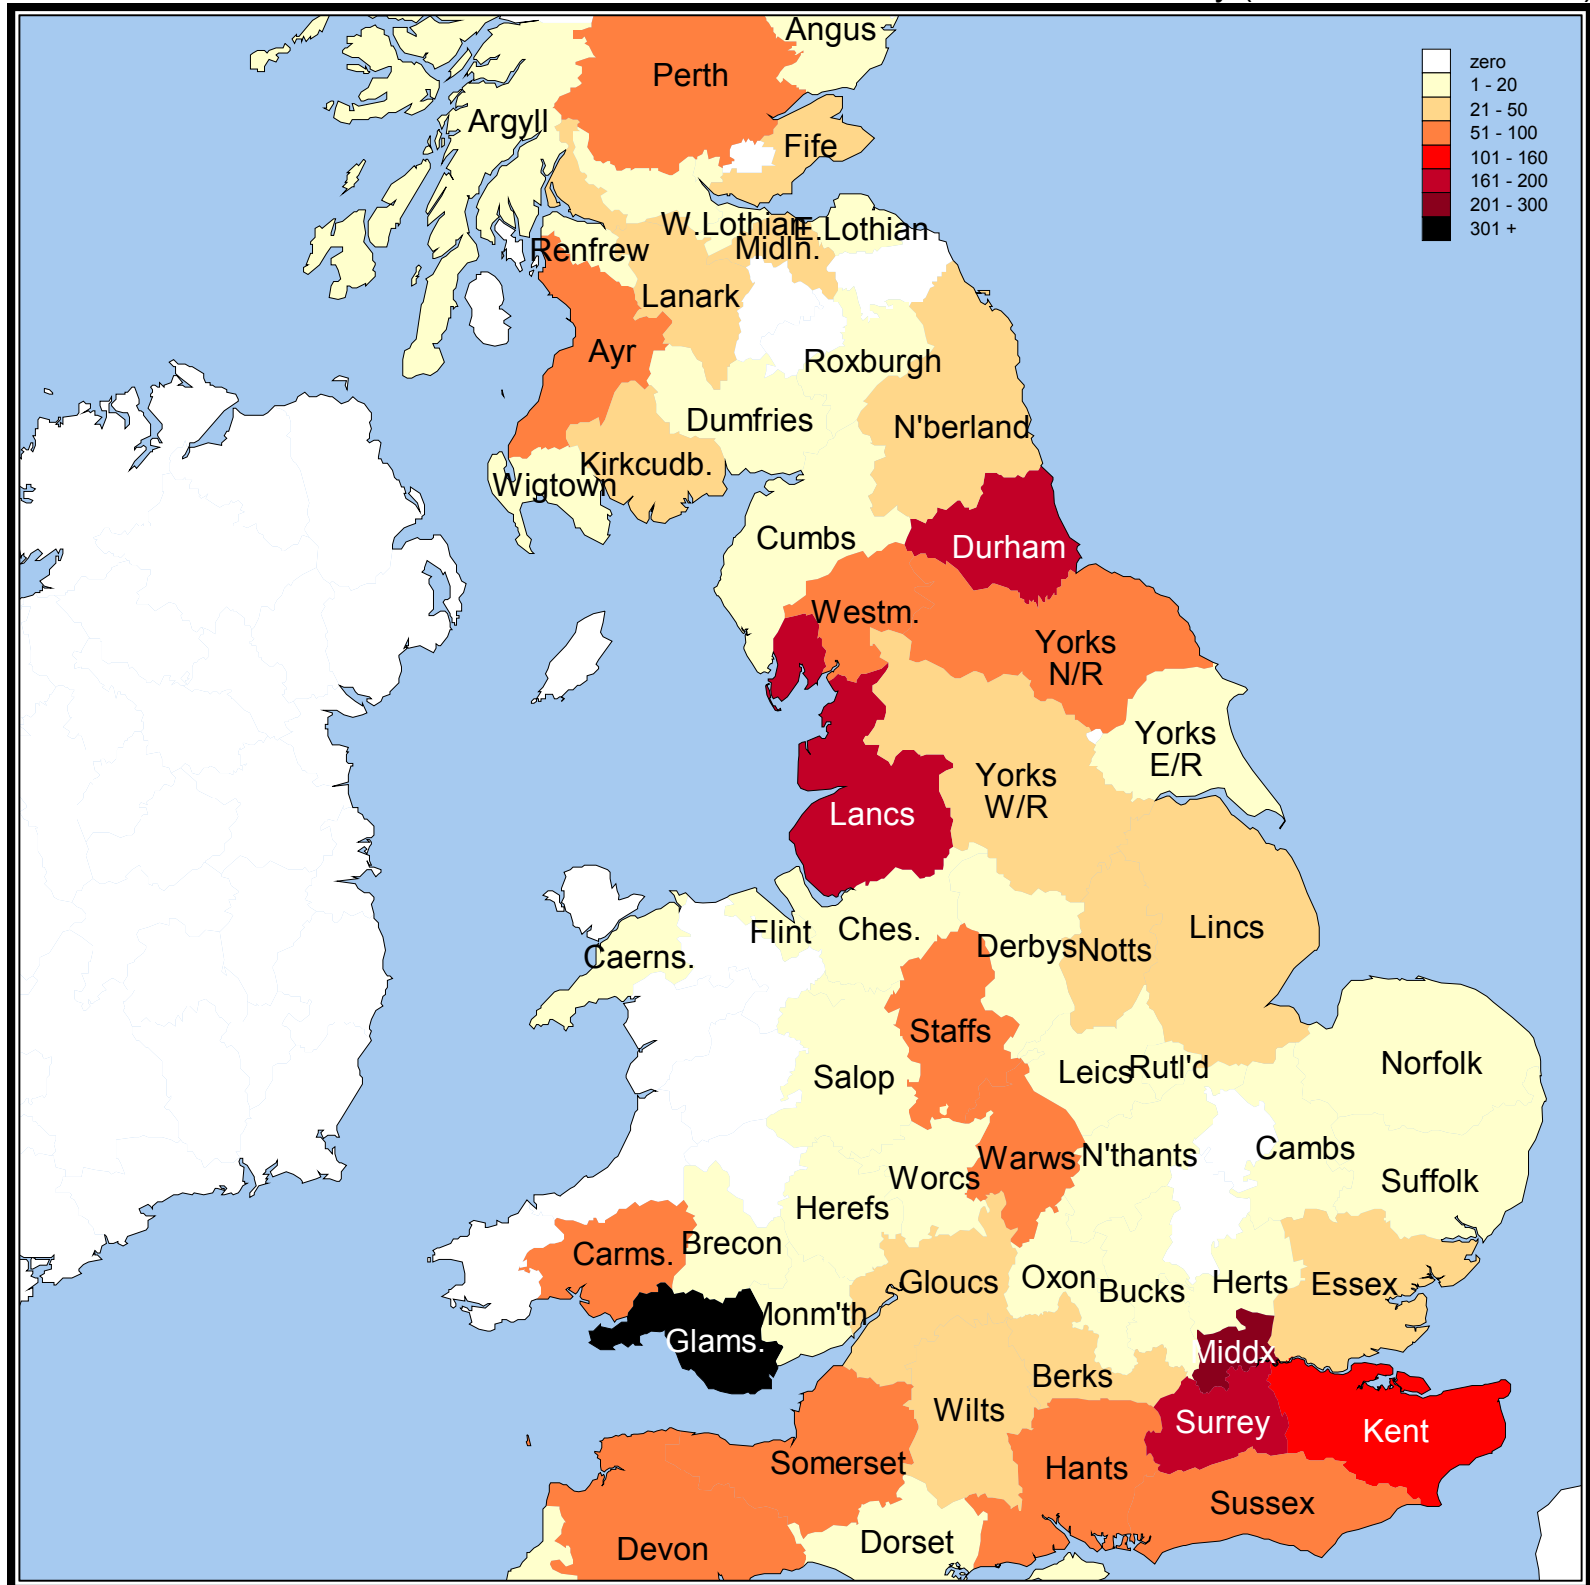 Angus
zero
1 - 20
21 - 50
51 - 100
101 - 160
161 - 200
201 - 300
301 +
Perth
Argyll
Fife
W.Lothian
E.Lothian
Midln.
Renfrew
Lanark
Ayr
Roxburgh
Dumfries
N'berland
Kirkcudb.
Wigtown
Cumbs
Durham
Westm.
Yorks
N/R
Yorks
E/R
Yorks
W/R
Lancs
Flint
Ches.
Lincs
Caerns.
Derbys
Notts
Staffs
Salop
Leics
Rutl'd
Norfolk
Warws
N'thants
Cambs
Worcs
Suffolk
Herefs
Brecon
Carms.
Gloucs
Oxon
Bucks
Herts
Essex
Monm'th
Glams.
Middx
Berks
Wilts
Surrey
Kent
Somerset
Hants
Sussex
Devon
Dorset